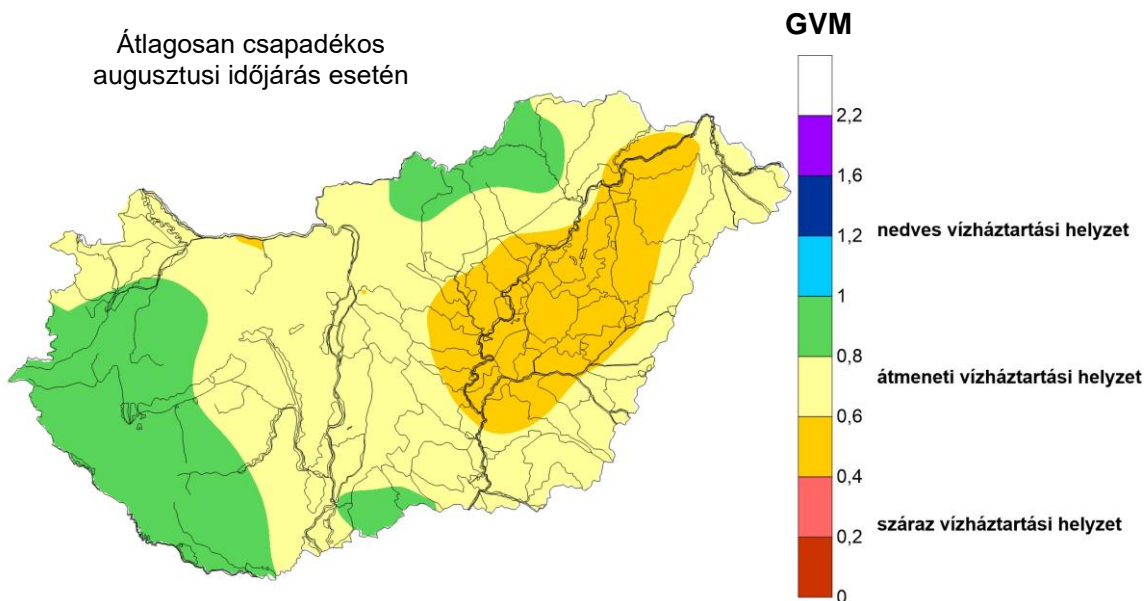 Átlagosan csapadékos
augusztusi időjárás esetén
GVM
2,2
1,6
nedves vízháztartási helyzet
1,2
1
0,8
átmeneti vízháztartási helyzet
0,6
0,4
száraz vízháztartási helyzet
0,2
0